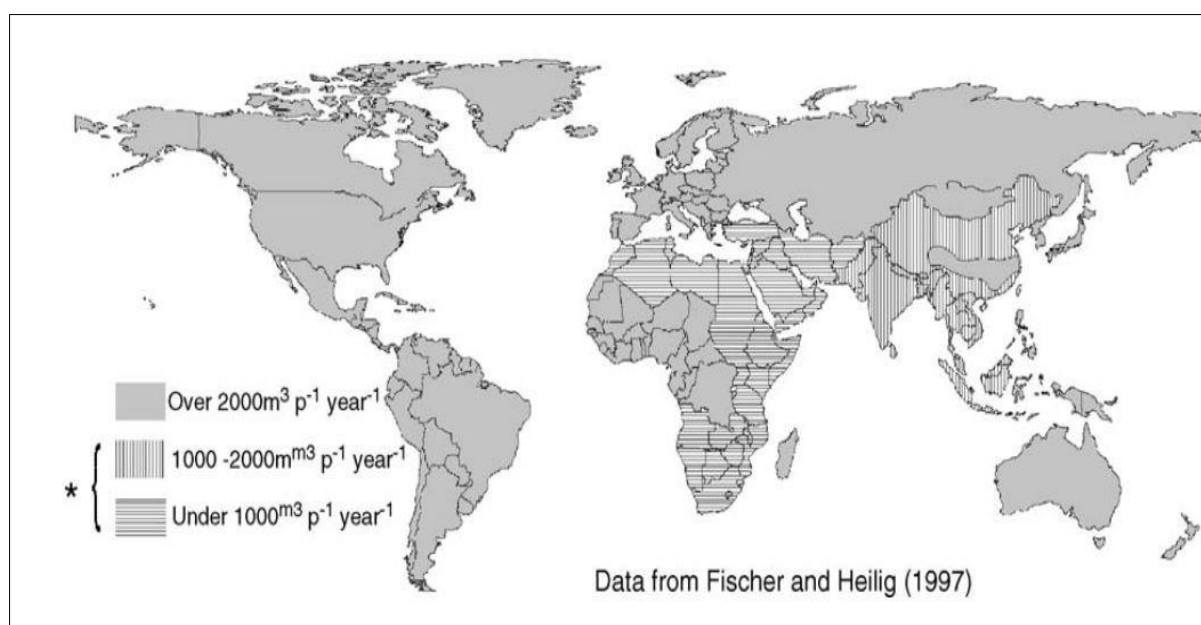 Over 2000m³ p⁻¹ year⁻¹
* { 1000 -2000mᵐ³ p⁻¹ year⁻¹
Under 1000ᵐ³ p⁻¹ year⁻¹
Data from Fischer and Heilig (1997)